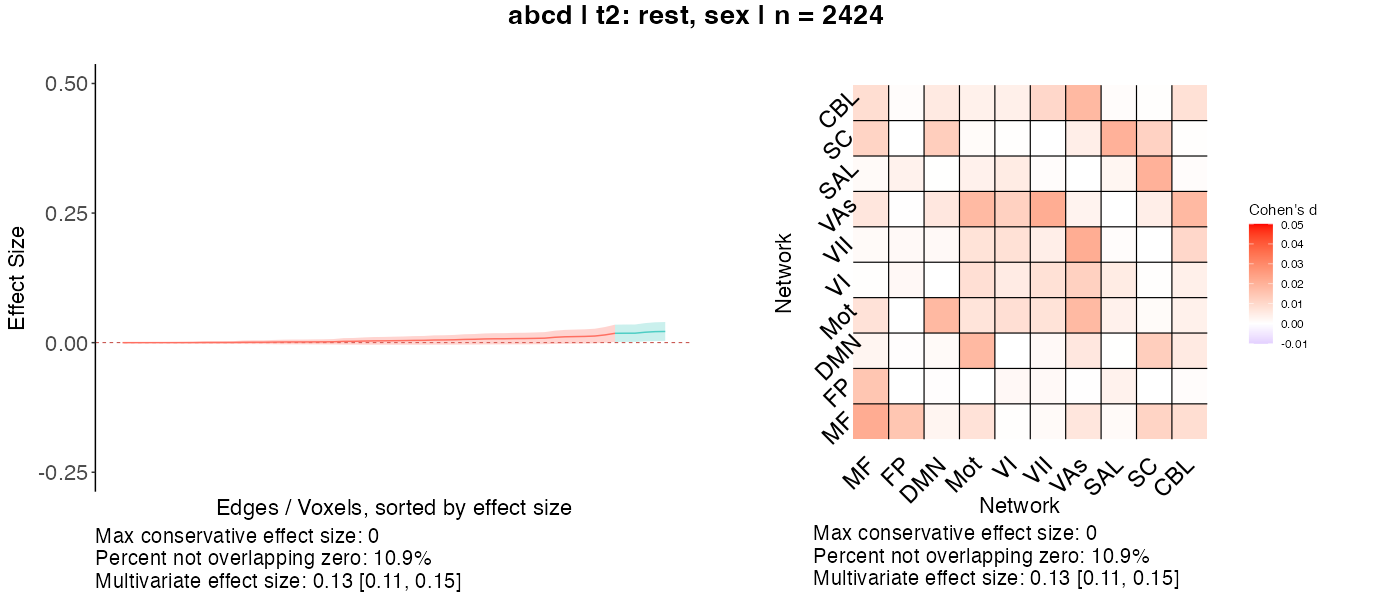 abcd | t2: rest, sex | n = 2424
0.50
0.25
0.00
-0.25
Effect Size
Edges / Voxels, sorted by effect size
Max conservative effect size: 0
Percent not overlapping zero: 10.9%
Multivariate effect size: 0.13 [0.11, 0.15]
Network
CBL
SC
SAL
VAs
VII
VI
Mot
DMN
FP
MF
MF
FP
DMN
Mot
VI
VII
VAs
SAL
SC
CBL
Network
Max conservative effect size: 0
Percent not overlapping zero: 10.9%
Multivariate effect size: 0.13 [0.11, 0.15]
Cohen's d
0.05
0.04
0.03
0.02
0.01
0.00
-0.01